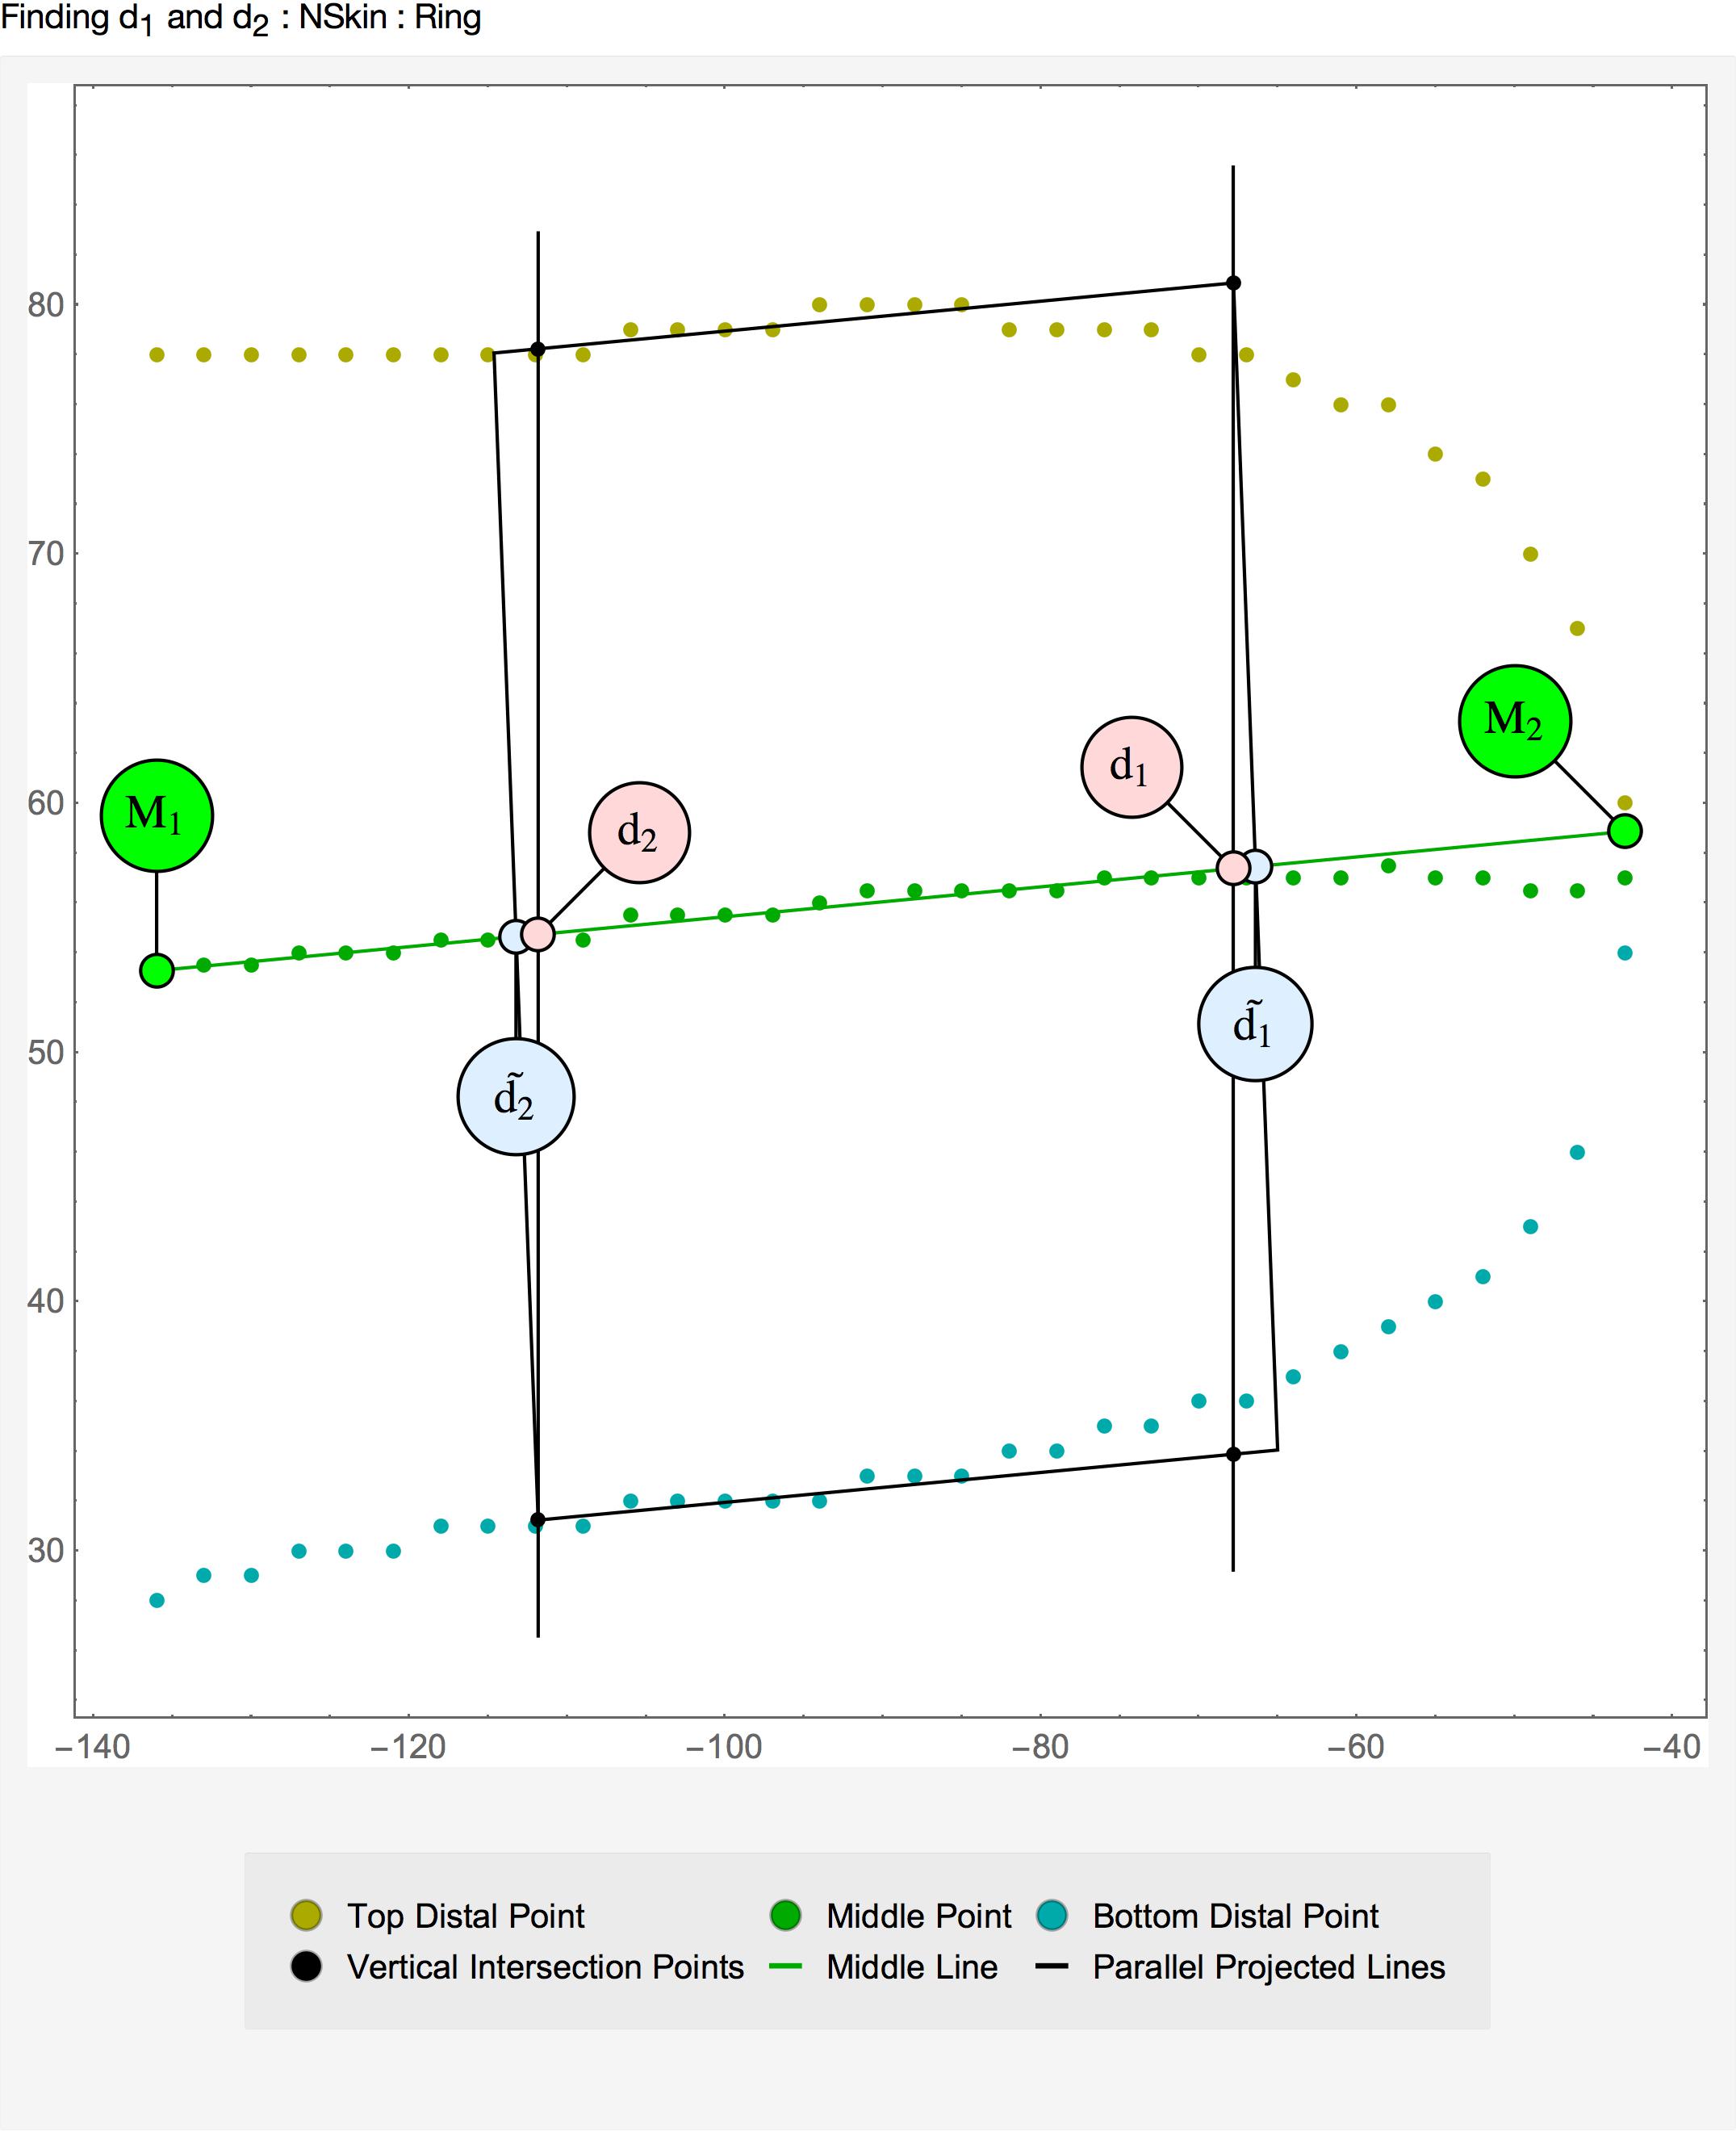 Finding d₁ and d₂ : NSkin : Ring
80
70
60
50
40
30
M₁
d₂
d₁
M₂
d̃₂
d̃₁
−140 −120 −100 −80 −60 −40
Top Distal Point Middle Point Bottom Distal Point
Vertical Intersection Points Middle Line Parallel Projected Lines